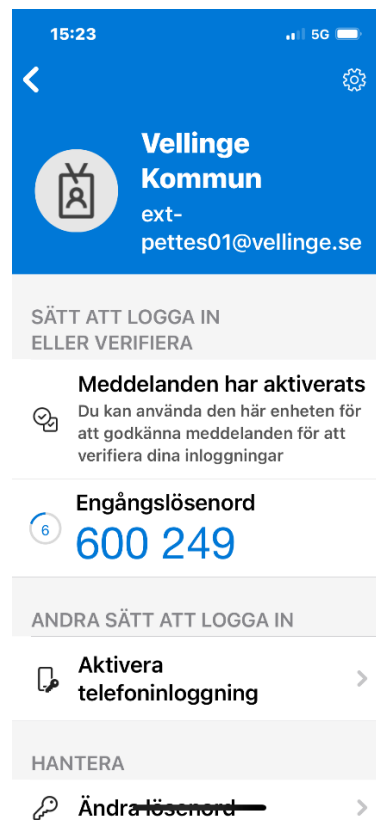 15:23
5G
Vellinge
Kommun
ext-
pettes01@vellinge.se
SÄTT ATT LOGGA IN
ELLER VERIFIERA
Meddelanden har aktiverats
Du kan använda den här enheten för
att godkänna meddelanden för att
verifiera dina inloggningar
Engångslösenord
6
600 249
ANDRA SÄTT ATT LOGGA IN
Aktivera
telefoninloggning
HANTERA
Ändra lösenord